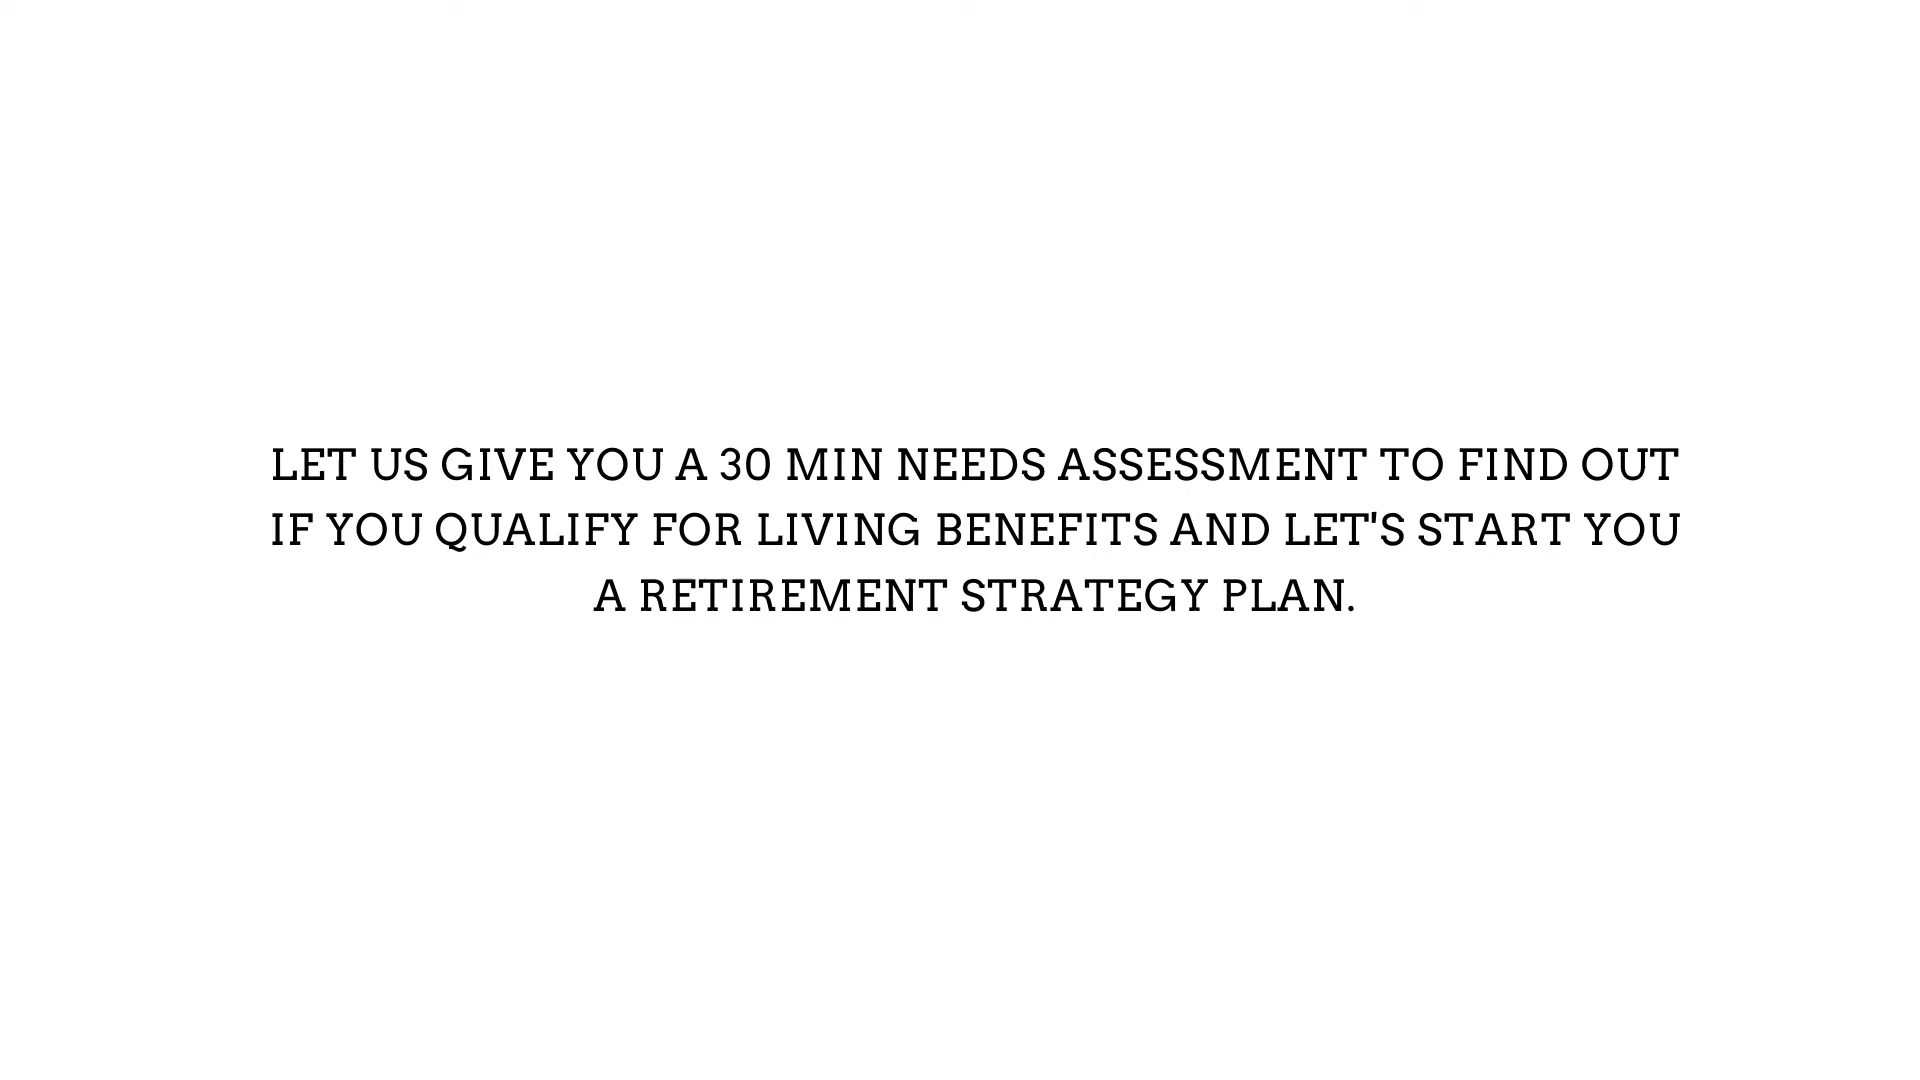 LET US GIVE YOU A 30 MIN NEEDS ASSESSMENT TO FIND OUT
IF YOU QUALIFY FOR LIVING BENEFITS AND LET'S START YOU
A RETIREMENT STRATEGY PLAN.